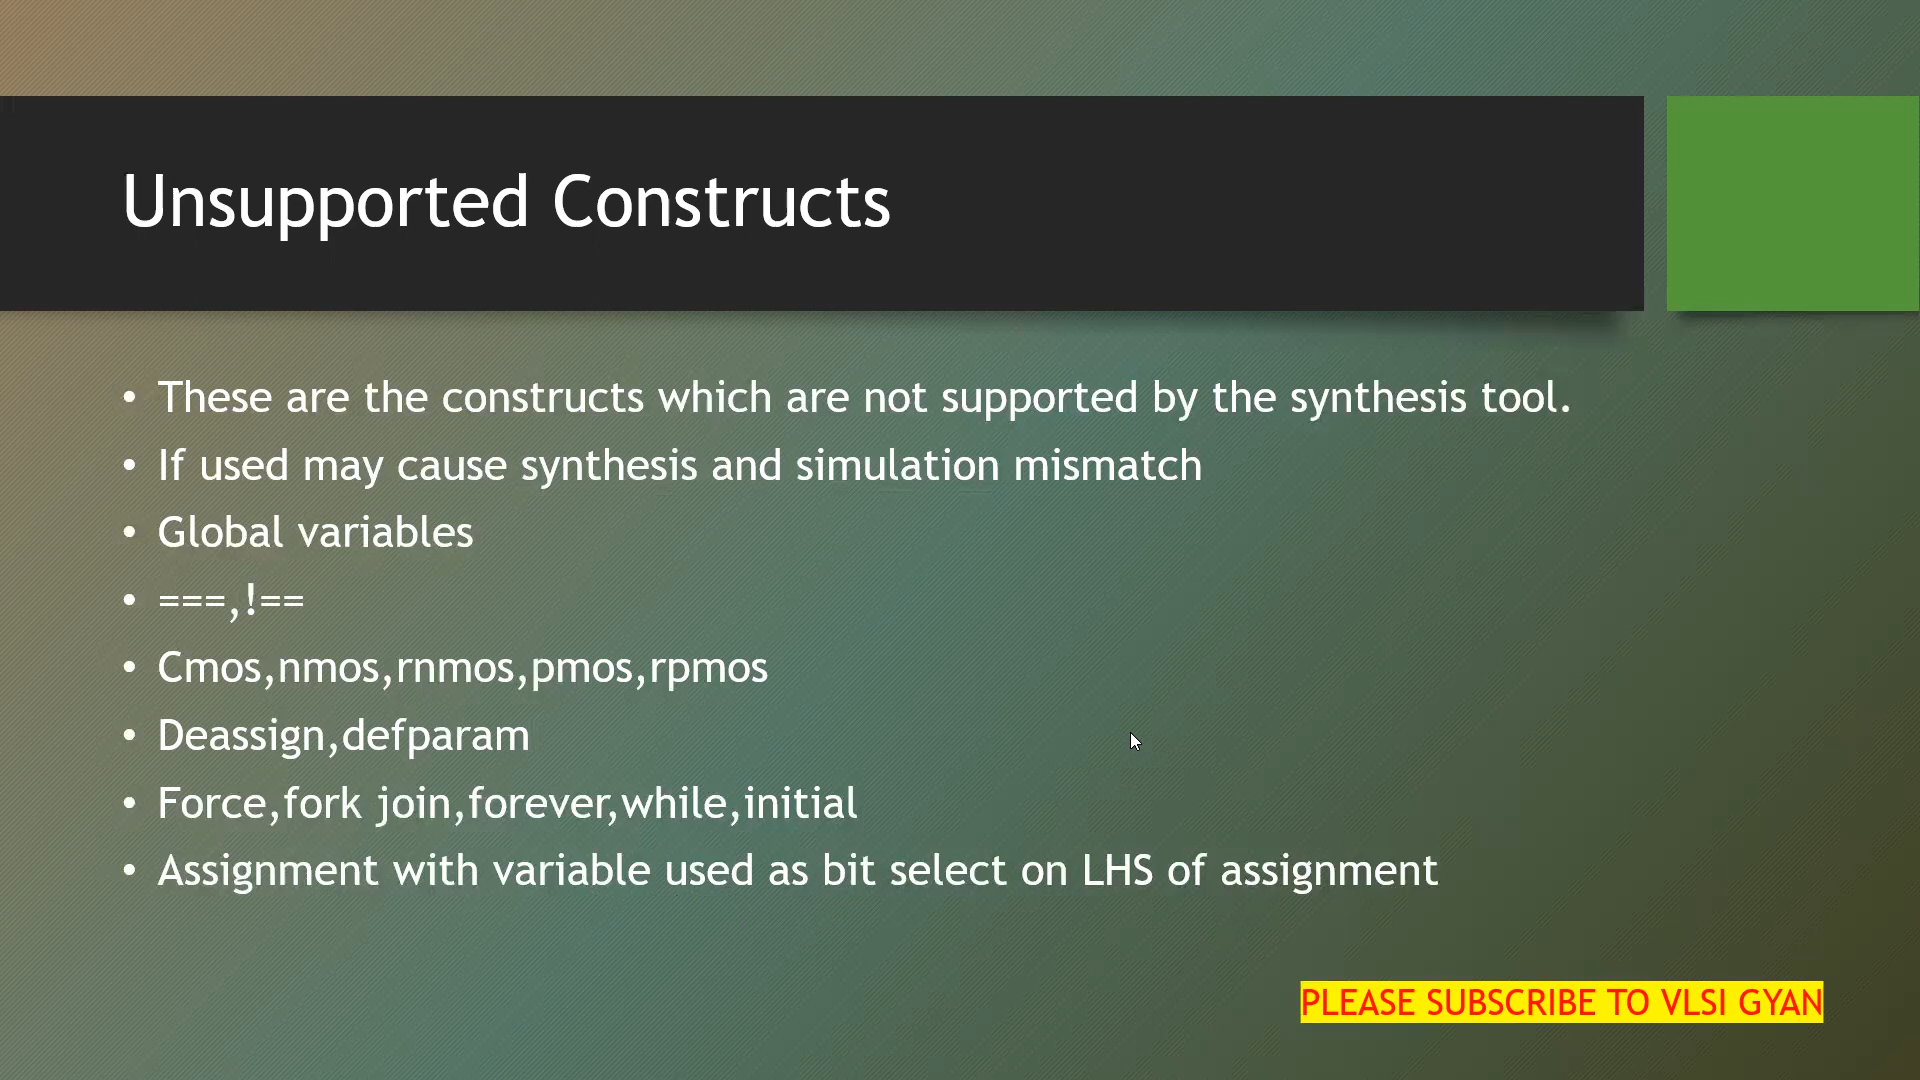 Unsupported Constructs
• These are the constructs which are not supported by the synthesis tool.
• If used may cause synthesis and simulation mismatch
• Global variables
• ===,!==
• Cmos,nmos,rnmos,pmos,rpmos
• Deassign,defparam
• Force,fork join,forever,while,initial
• Assignment with variable used as bit select on LHS of assignment
PLEASE SUBSCRIBE TO VLSI GYAN